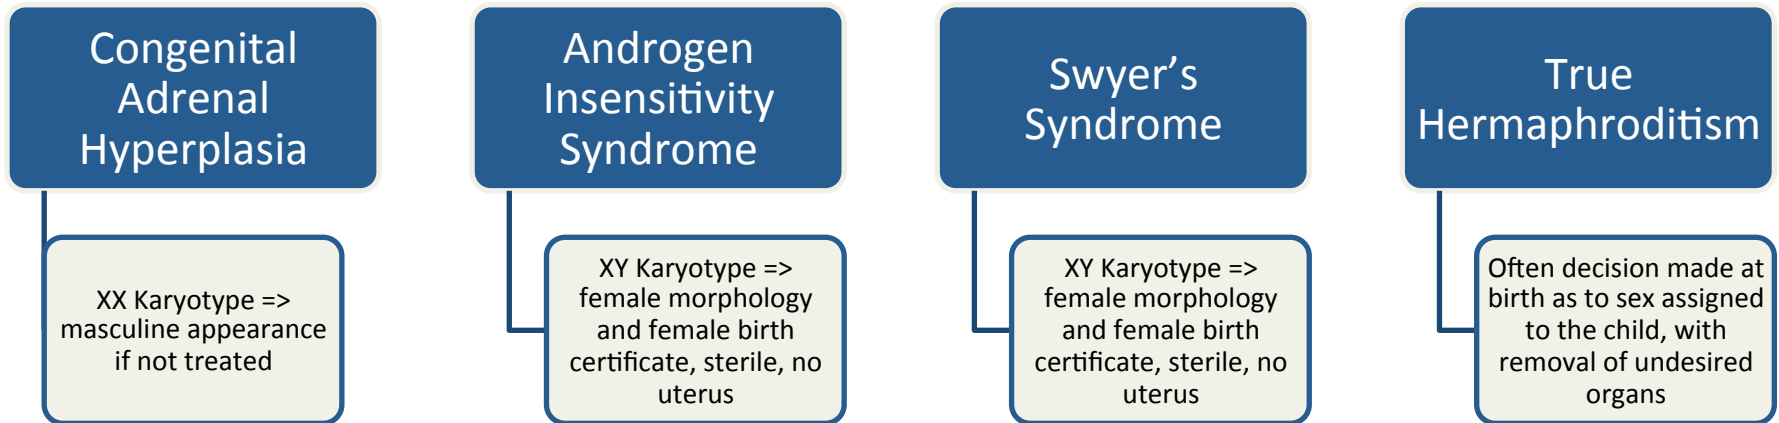 Congenital
Adrenal
Hyperplasia
XX Karyotype =>
masculine appearance
if not treated
Androgen
Insensitivity
Syndrome
XY Karyotype =>
female morphology
and female birth
certificate, sterile, no
uterus
Swyer’s
Syndrome
XY Karyotype =>
female morphology
and female birth
certificate, sterile, no
uterus
True
Hermaphroditism
Often decision made at
birth as to sex assigned
to the child, with
removal of undesired
organs